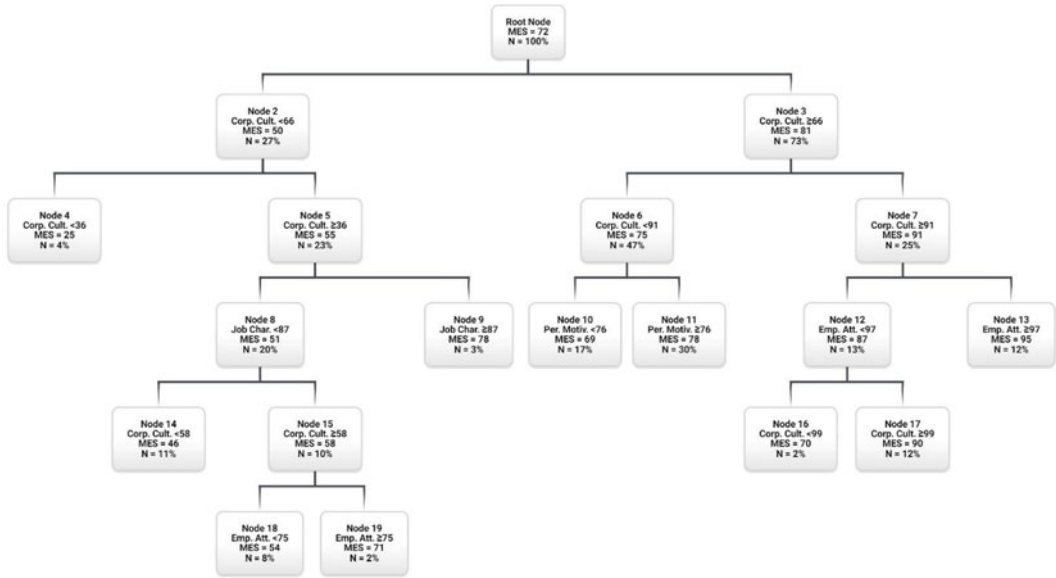 Root Node
MES = 72
N = 100%
Node 2
Corp. Cult. <66
MES = 50
N = 27%
Node 3
Corp. Cult. ≥66
MES = 81
N = 73%
Node 4
Corp. Cult. <36
MES = 25
N = 4%
Node 5
Corp. Cult. ≥36
MES = 55
N = 23%
Node 6
Corp. Cult. <91
MES = 75
N = 47%
Node 7
Corp. Cult. ≥91
MES = 91
N = 25%
Node 8
Job Char. <87
MES = 51
N = 20%
Node 9
Job Char. ≥87
MES = 78
N = 3%
Node 10
Per. Motiv. <76
MES = 69
N = 17%
Node 11
Per. Motiv. ≥76
MES = 78
N = 30%
Node 12
Emp. Att. <97
MES = 87
N = 13%
Node 13
Emp. Att. ≥97
MES = 95
N = 12%
Node 14
Corp. Cult. <58
MES = 46
N = 11%
Node 15
Corp. Cult. ≥58
MES = 58
N = 10%
Node 16
Corp. Cult. <99
MES = 70
N = 2%
Node 17
Corp. Cult. ≥99
MES = 90
N = 12%
Node 18
Emp. Att. <75
MES = 54
N = 8%
Node 19
Emp. Att. ≥75
MES = 71
N = 2%